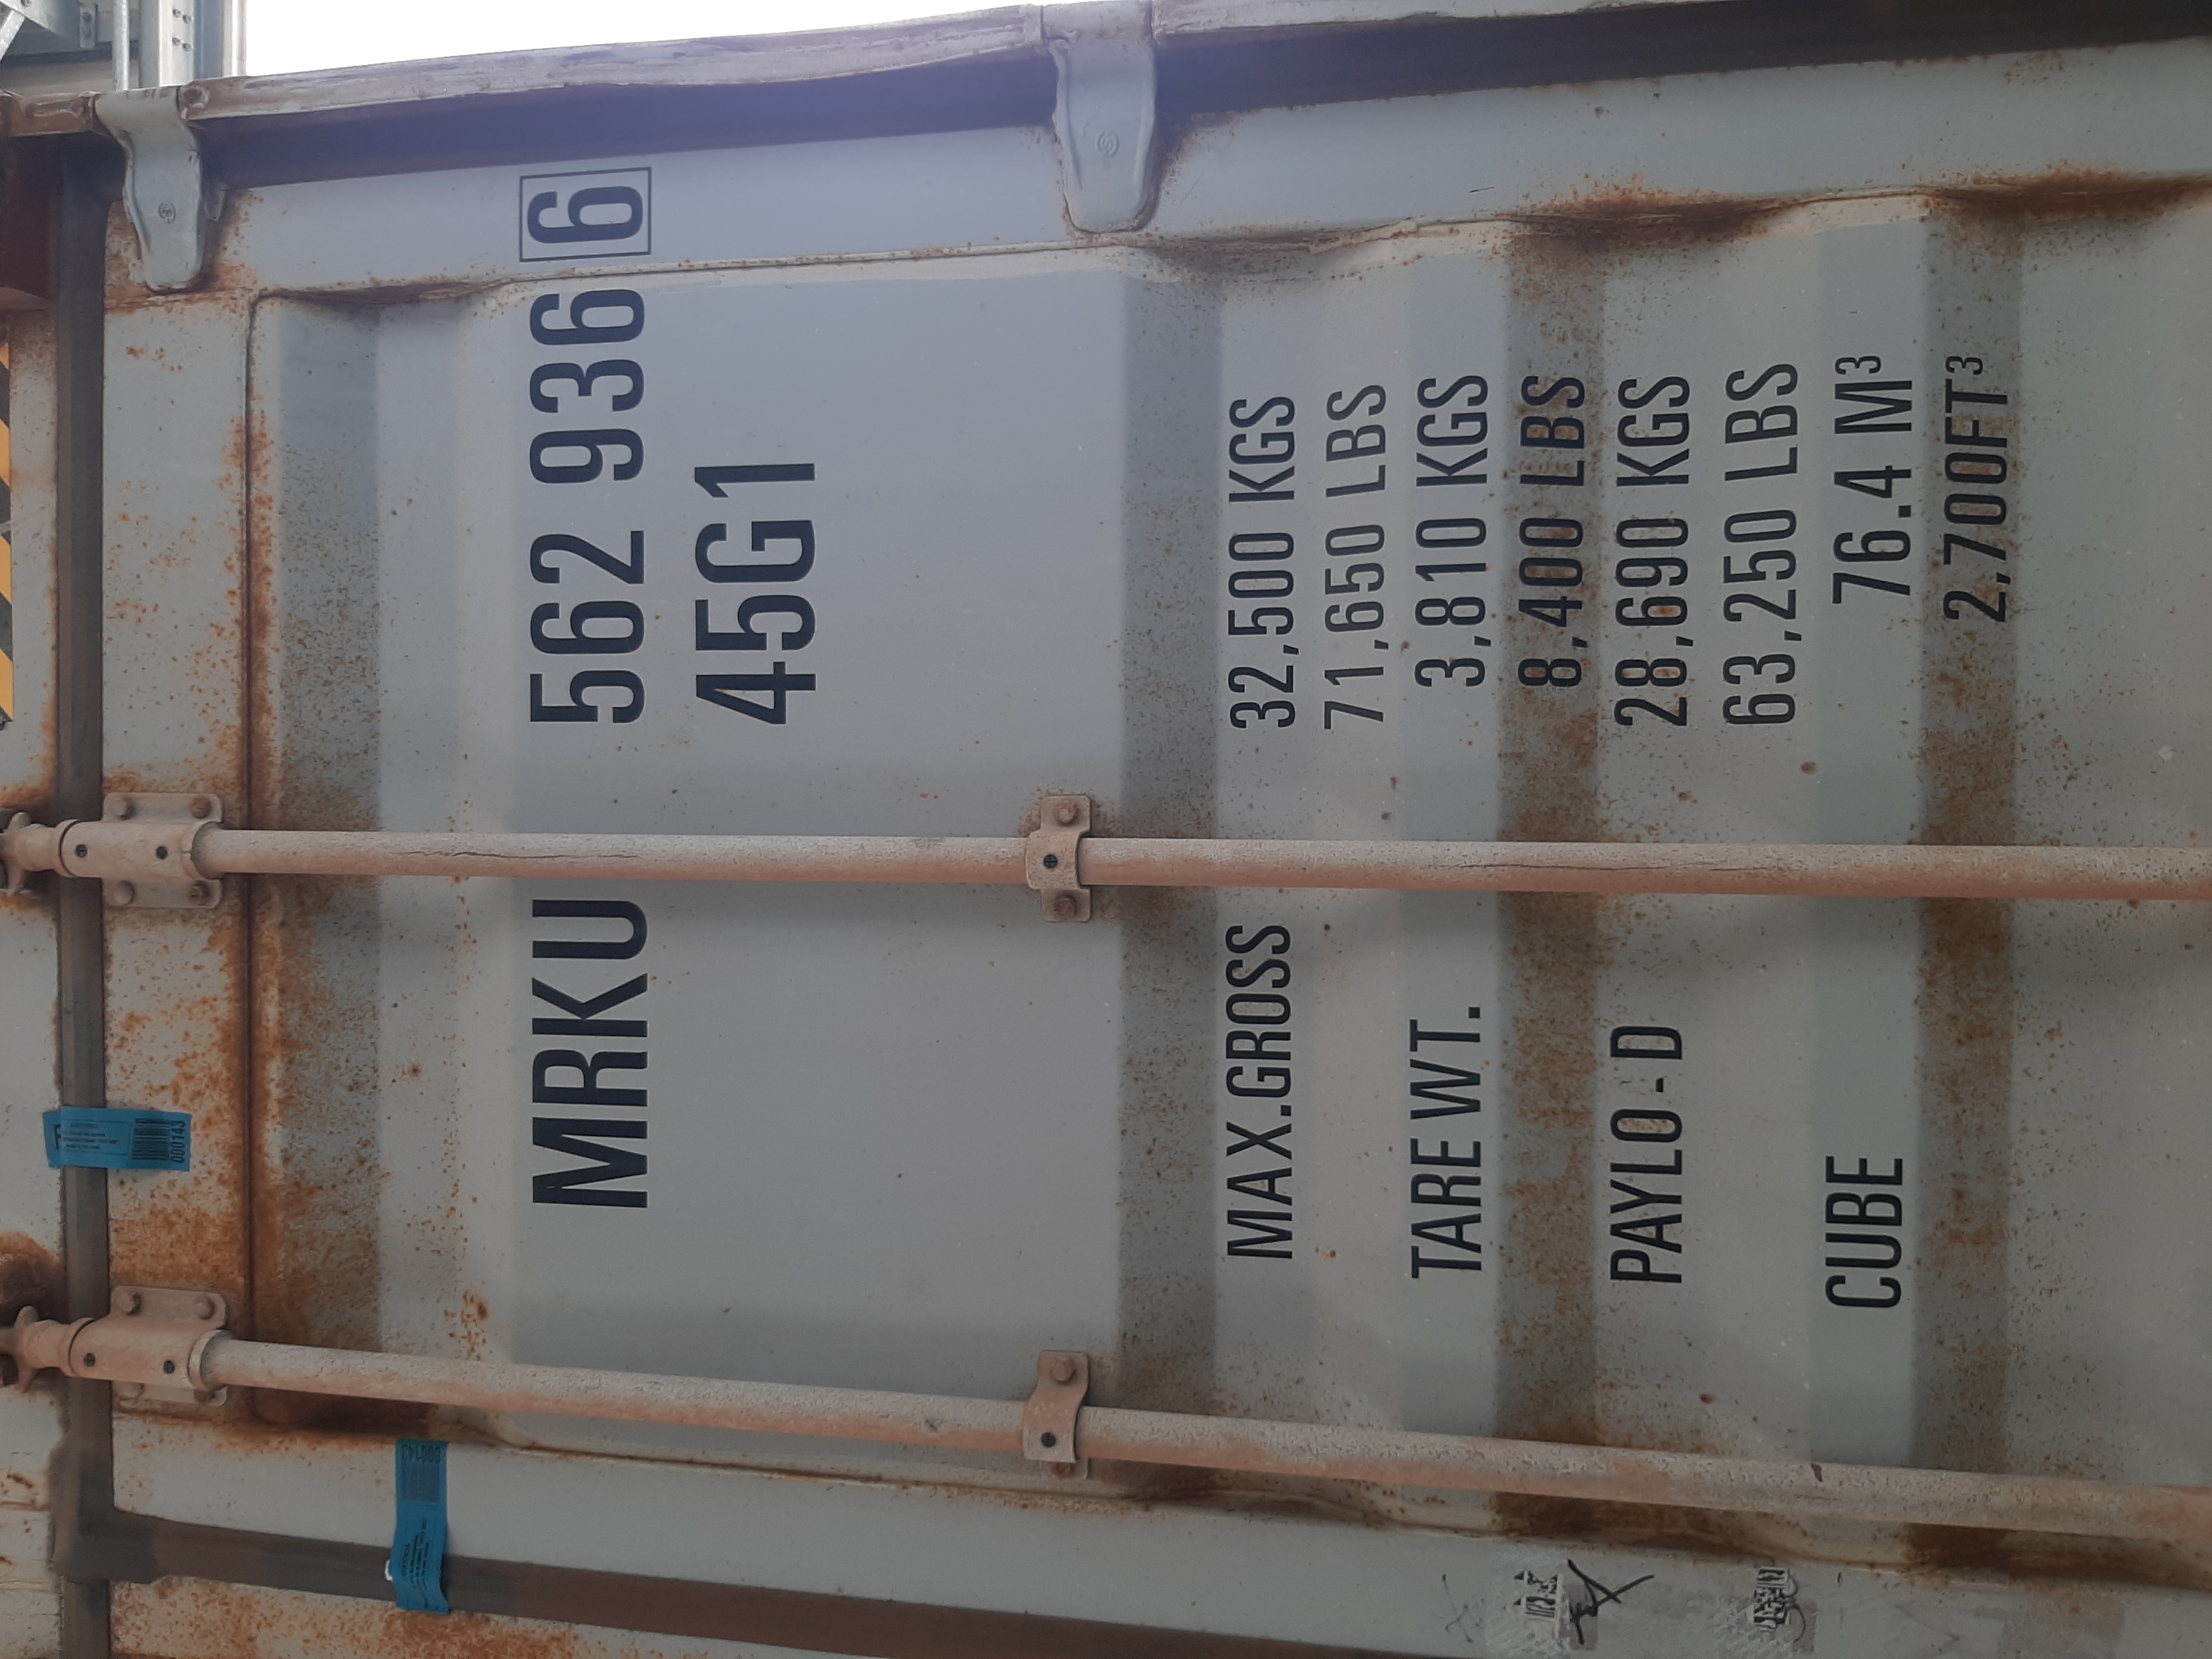 MRKU 562 936 6
45G1
MAX.GROSS 32,500 KGS
71,650 LBS
TARE WT. 3,810 KGS
8,400 LBS
PAYLO-D 28,690 KGS
63,250 LBS
CUBE 76.4 M³
2,700FT³
000143